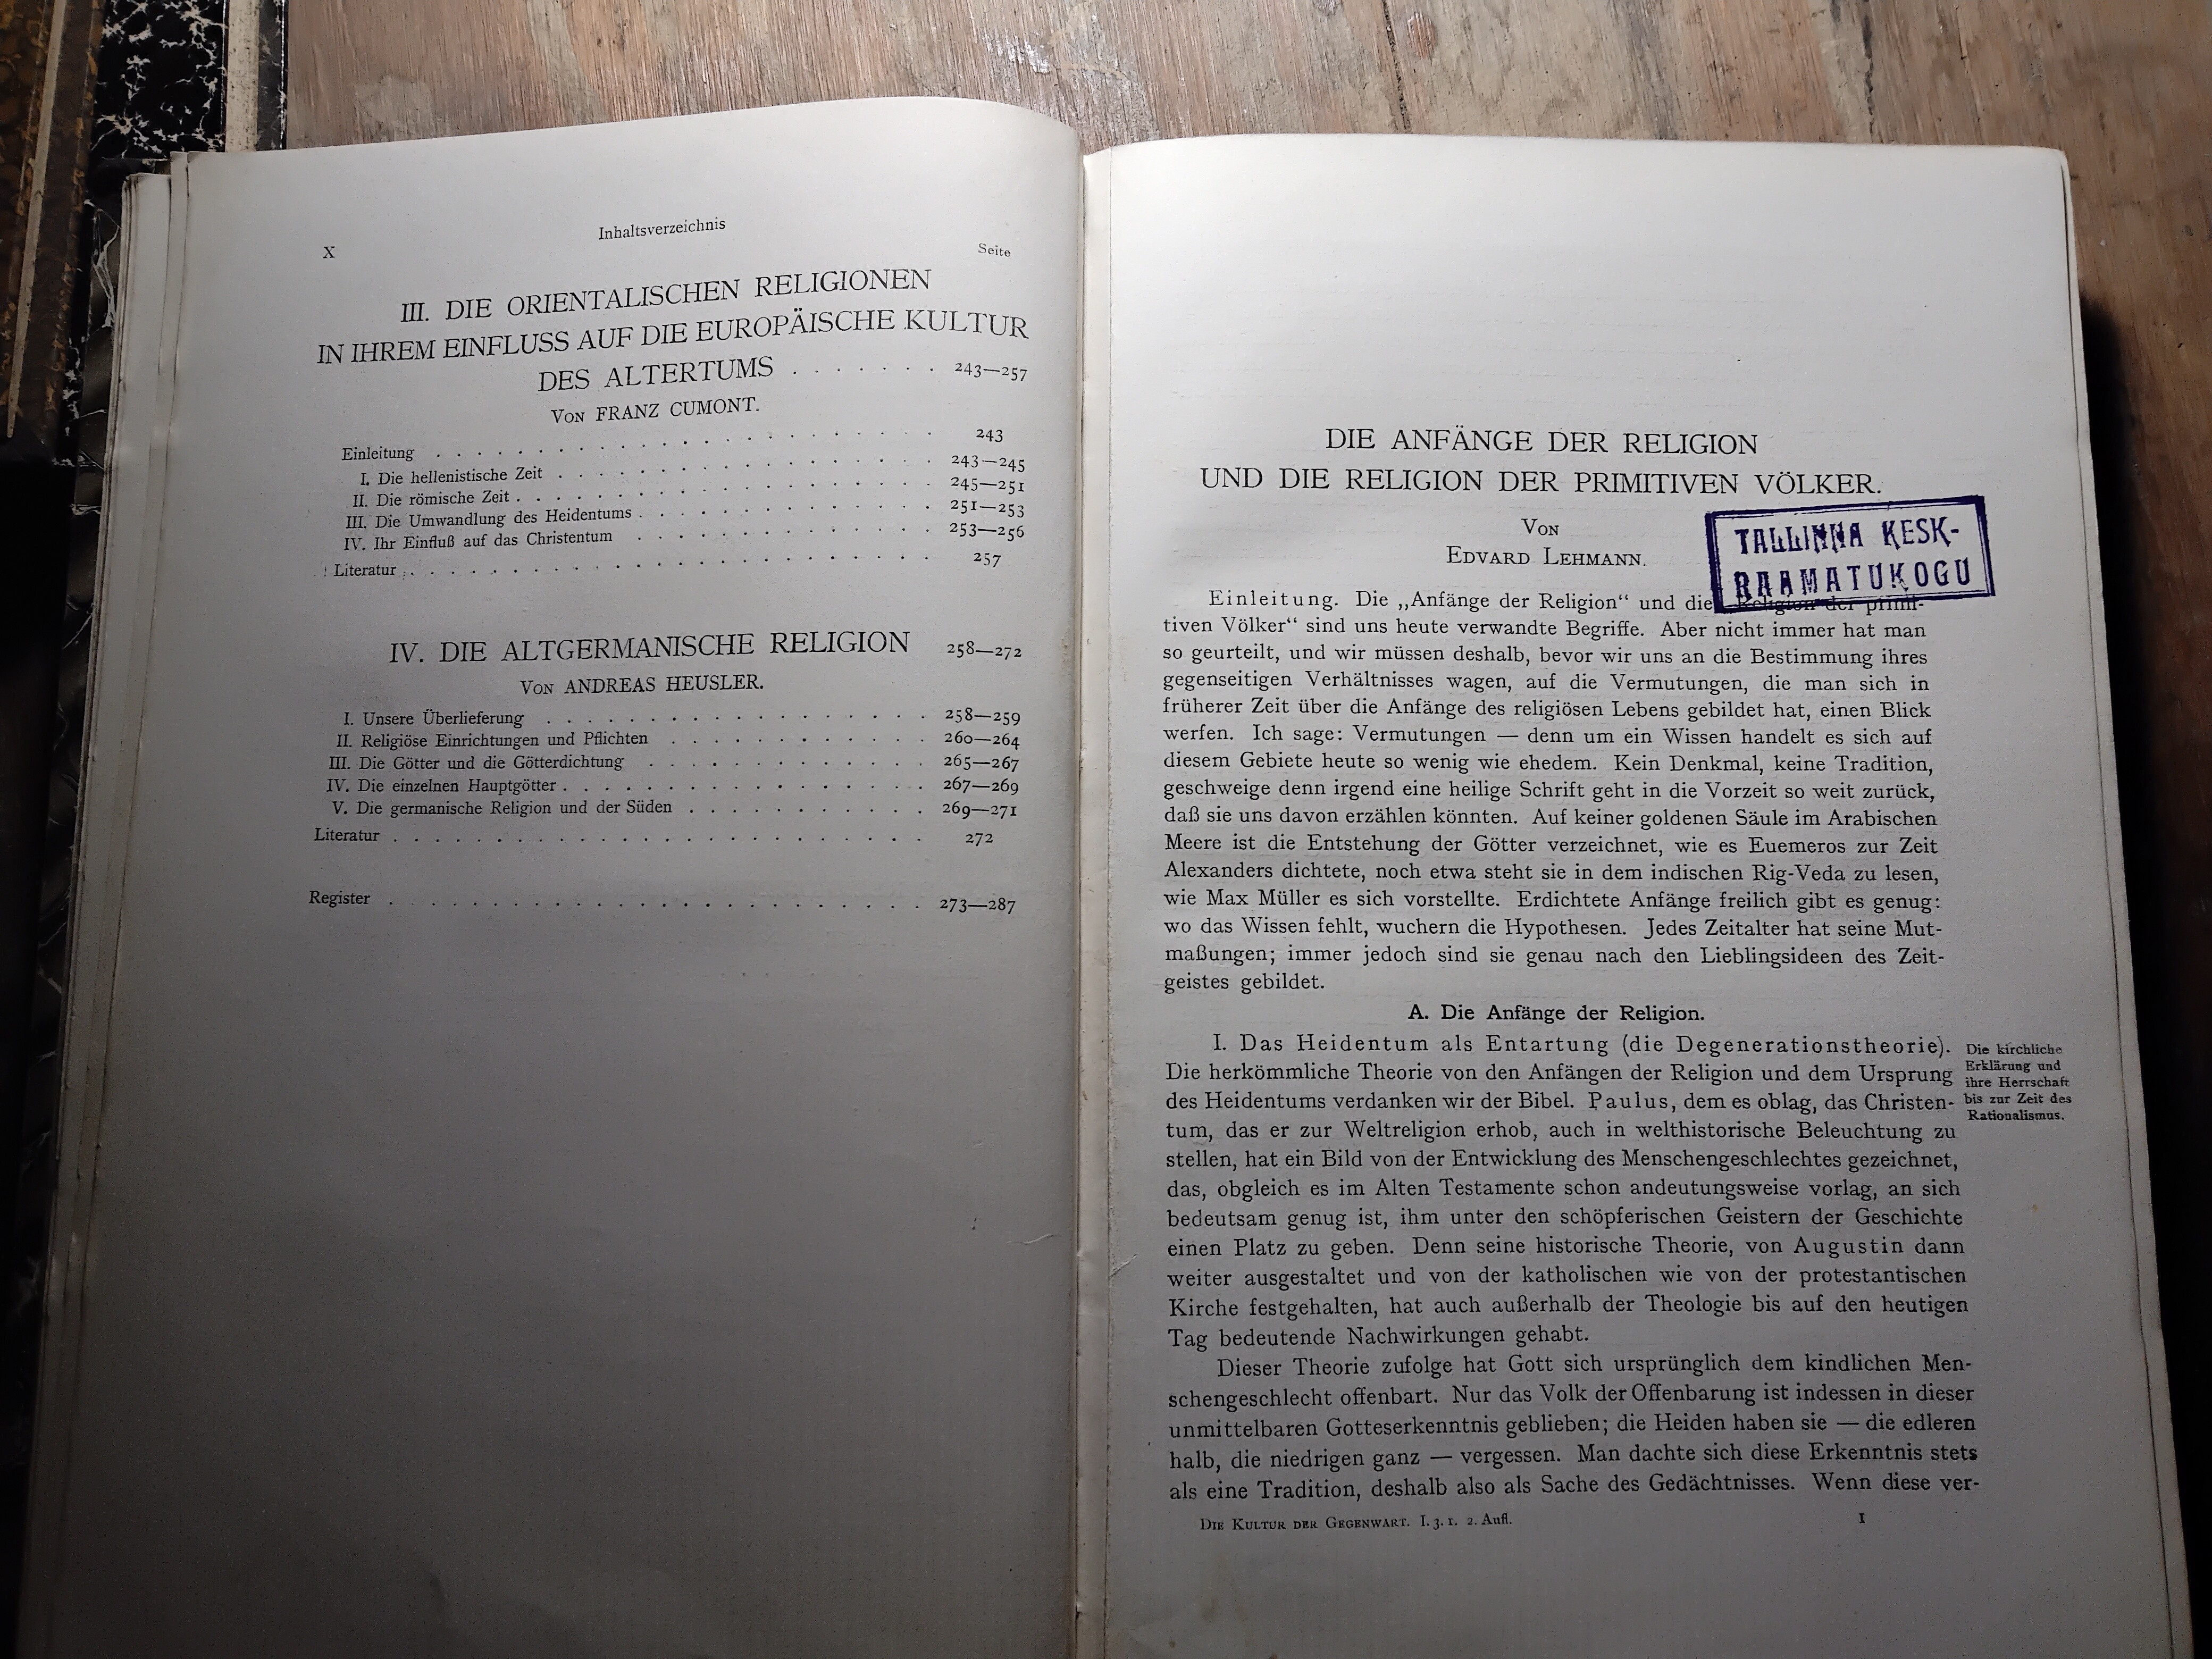 X
Inhaltsverzeichnis
Seite
III. DIE ORIENTALISCHEN RELIGIONEN
IN IHREM EINFLUSS AUF DIE EUROPÄISCHE KULTUR
DES ALTERTUMS . . . . . . . 243—257
VON FRANZ CUMONT.
Einleitung . . . . . . . . . . . . . . . . . . . 243
I. Die hellenistische Zeit . . . . . . . . . . . . . . . 243—245
II. Die römische Zeit . . . . . . . . . . . . . . . . . 245—251
III. Die Umwandlung des Heidentums . . . . . . . . . . . . 251—253
IV. Ihr Einfluß auf das Christentum . . . . . . . . . . . . 253—256
Literatur . . . . . . . . . . . . . . . . . . . . 257
IV. DIE ALTGERMANISCHE RELIGION 258—272
VON ANDREAS HEUSLER.
I. Unsere Überlieferung . . . . . . . . . . . . . . . 258—259
II. Religiöse Einrichtungen und Pflichten . . . . . . . . . . 260—264
III. Die Götter und die Götterdichtung . . . . . . . . . . . 265—267
IV. Die einzelnen Hauptgötter . . . . . . . . . . . . . . 267—269
V. Die germanische Religion und der Süden . . . . . . . . . 269—271
Literatur . . . . . . . . . . . . . . . . . . . . 272
Register . . . . . . . . . . . . . . . . . . . . 273—287
DIE ANFÄNGE DER RELIGION
UND DIE RELIGION DER PRIMITIVEN VÖLKER.
VON
EDVARD LEHMANN.
TALLINNA KESK-
RAAMATUKOGU
Einleitung. Die „Anfänge der Religion“ und die „Religion der primi-
tiven Völker“ sind uns heute verwandte Begriffe. Aber nicht immer hat man
so geurteilt, und wir müssen deshalb, bevor wir uns an die Bestimmung ihres
gegenseitigen Verhältnisses wagen, auf die Vermutungen, die man sich in
früherer Zeit über die Anfänge des religiösen Lebens gebildet hat, einen Blick
werfen. Ich sage: Vermutungen — denn um ein Wissen handelt es sich auf
diesem Gebiete heute so wenig wie ehedem. Kein Denkmal, keine Tradition,
geschweige denn irgend eine heilige Schrift geht in die Vorzeit so weit zurück,
daß sie uns davon erzählen könnten. Auf keiner goldenen Säule im Arabischen
Meere ist die Entstehung der Götter verzeichnet, wie es Euemeros zur Zeit
Alexanders dichtete, noch etwa steht sie in dem indischen Rig-Veda zu lesen,
wie Max Müller es sich vorstellte. Erdichtete Anfänge freilich gibt es genug:
wo das Wissen fehlt, wuchern die Hypothesen. Jedes Zeitalter hat seine Mut-
maßungen; immer jedoch sind sie genau nach den Lieblingsideen des Zeit-
geistes gebildet.
A. Die Anfänge der Religion.
I. Das Heidentum als Entartung (die Degenerationstheorie).
Die herkömmliche Theorie von den Anfängen der Religion und dem Ursprung
des Heidentums verdanken wir der Bibel. Paulus, dem es oblag, das Christen-
tum, das er zur Weltreligion erhob, auch in welthistorische Beleuchtung zu
stellen, hat ein Bild von der Entwicklung des Menschengeschlechtes gezeichnet,
das, obgleich es im Alten Testamente schon andeutungsweise vorlag, an sich
bedeutsam genug ist, ihm unter den schöpferischen Geistern der Geschichte
einen Platz zu geben. Denn seine historische Theorie, von Augustin dann
weiter ausgestaltet und von der katholischen wie von der protestantischen
Kirche festgehalten, hat auch außerhalb der Theologie bis auf den heutigen
Tag bedeutende Nachwirkungen gehabt.
Dieser Theorie zufolge hat Gott sich ursprünglich dem kindlichen Men-
schengeschlecht offenbart. Nur das Volk der Offenbarung ist indessen in dieser
unmittelbaren Gotteserkenntnis geblieben; die Heiden haben sie — die edleren
halb, die niedrigen ganz — vergessen. Man dachte sich diese Erkenntnis stets
als eine Tradition, deshalb also als Sache des Gedächtnisses. Wenn diese ver-
Die kirchliche
Erklärung und
ihre Herrschaft
bis zur Zeit des
Rationalismus.
DIE KULTUR DER GEGENWART. I. 3. 1. 2. Aufl.
1